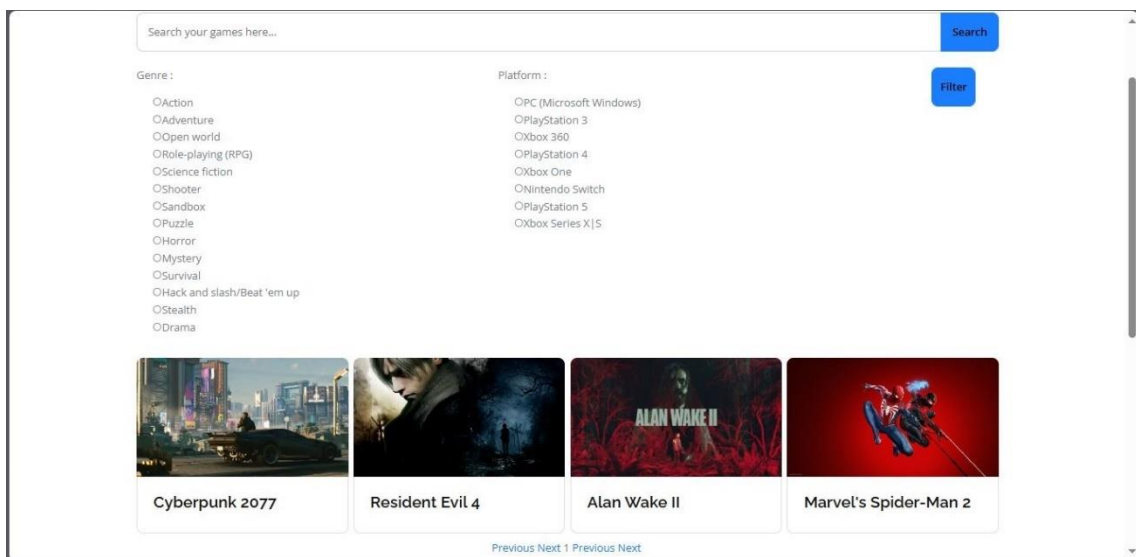 Search your games here...
Search
Genre :
Action
Adventure
Open world
Role-playing (RPG)
Science fiction
Shooter
Sandbox
Puzzle
Horror
Mystery
Survival
Hack and slash/Beat 'em up
Stealth
Drama
Platform :
PC (Microsoft Windows)
PlayStation 3
Xbox 360
PlayStation 4
Xbox One
Nintendo Switch
PlayStation 5
Xbox Series X|S
Filter
ALAN WAKE II
Cyberpunk 2077
Resident Evil 4
Alan Wake II
Marvel's Spider-Man 2
Previous Next 1 Previous Next